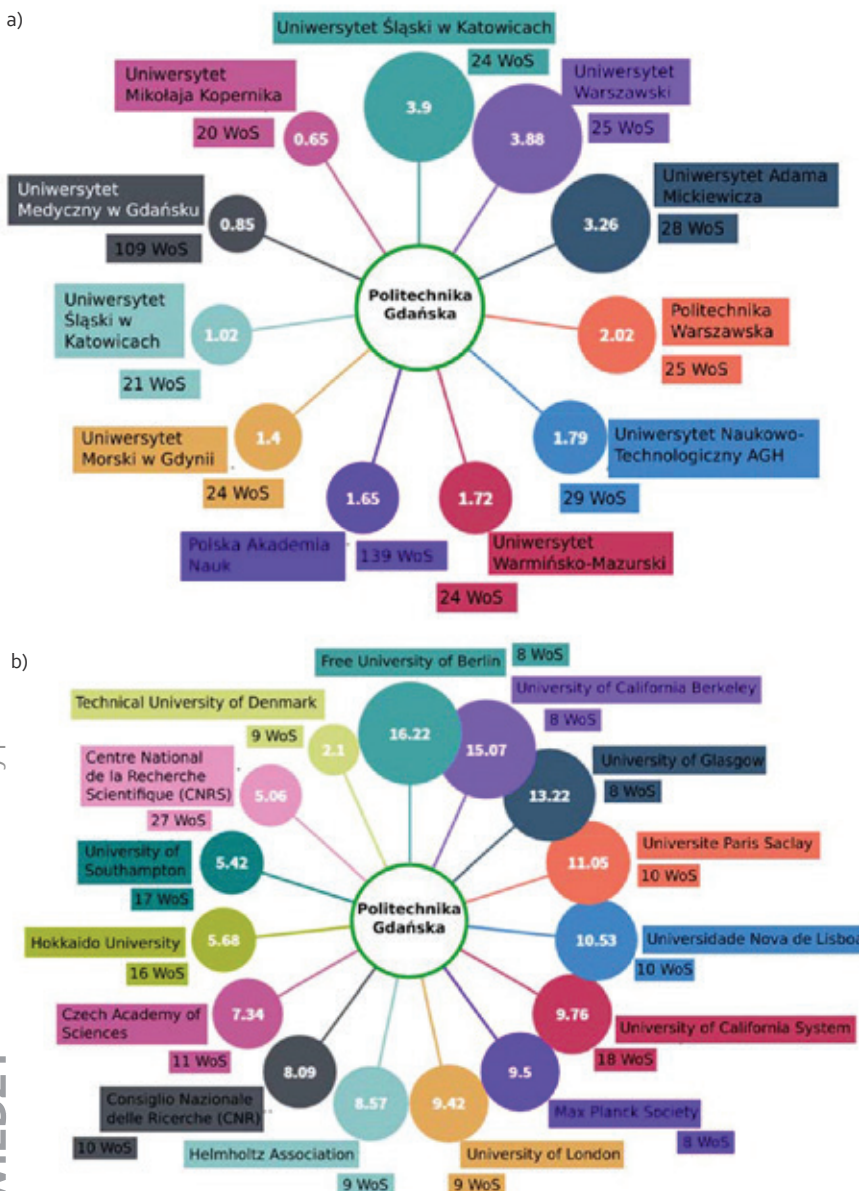 a)
Uniwersytet Śląski w Katowicach
24 WoS
3.9
Uniwersytet
Warszawski
25 WoS
3.88
Uniwersytet Adama
Mickiewicza
28 WoS
3.26
Politechnika
Warszawska
25 WoS
2.02
Uniwersytet Naukowo-
Technologiczny AGH
29 WoS
1.79
Uniwersytet
Warmińsko-Mazurski
24 WoS
1.72
Polska Akademia
Nauk
139 WoS
1.65
Uniwersytet
Morski w Gdynii
24 WoS
1.4
Uniwersytet
Śląski w
Katowicach
21 WoS
1.02
Uniwersytet
Medyczny w Gdańsku
109 WoS
0.85
Uniwersytet
Mikołaja Kopernika
20 WoS
0.65
Politechnika
Gdańska
b)
Free University of Berlin
8 WoS
16.22
University of California Berkeley
8 WoS
15.07
University of Glasgow
8 WoS
13.22
Universite Paris Saclay
10 WoS
11.05
Universidade Nova de Lisboa
10 WoS
10.53
University of California System
18 WoS
9.76
Max Planck Society
8 WoS
9.5
University of London
9 WoS
9.42
Helmholtz Association
9 WoS
8.57
Consiglio Nazionale
delle Ricerche (CNR)
10 WoS
8.09
Czech Academy of
Sciences
11 WoS
7.34
Hokkaido University
16 WoS
5.68
University of
Southampton
17 WoS
5.42
Centre National
de la Recherche
Scientifique (CNRS)
27 WoS
5.06
Technical University of Denmark
9 WoS
2.1
Politechnika
Gdańska